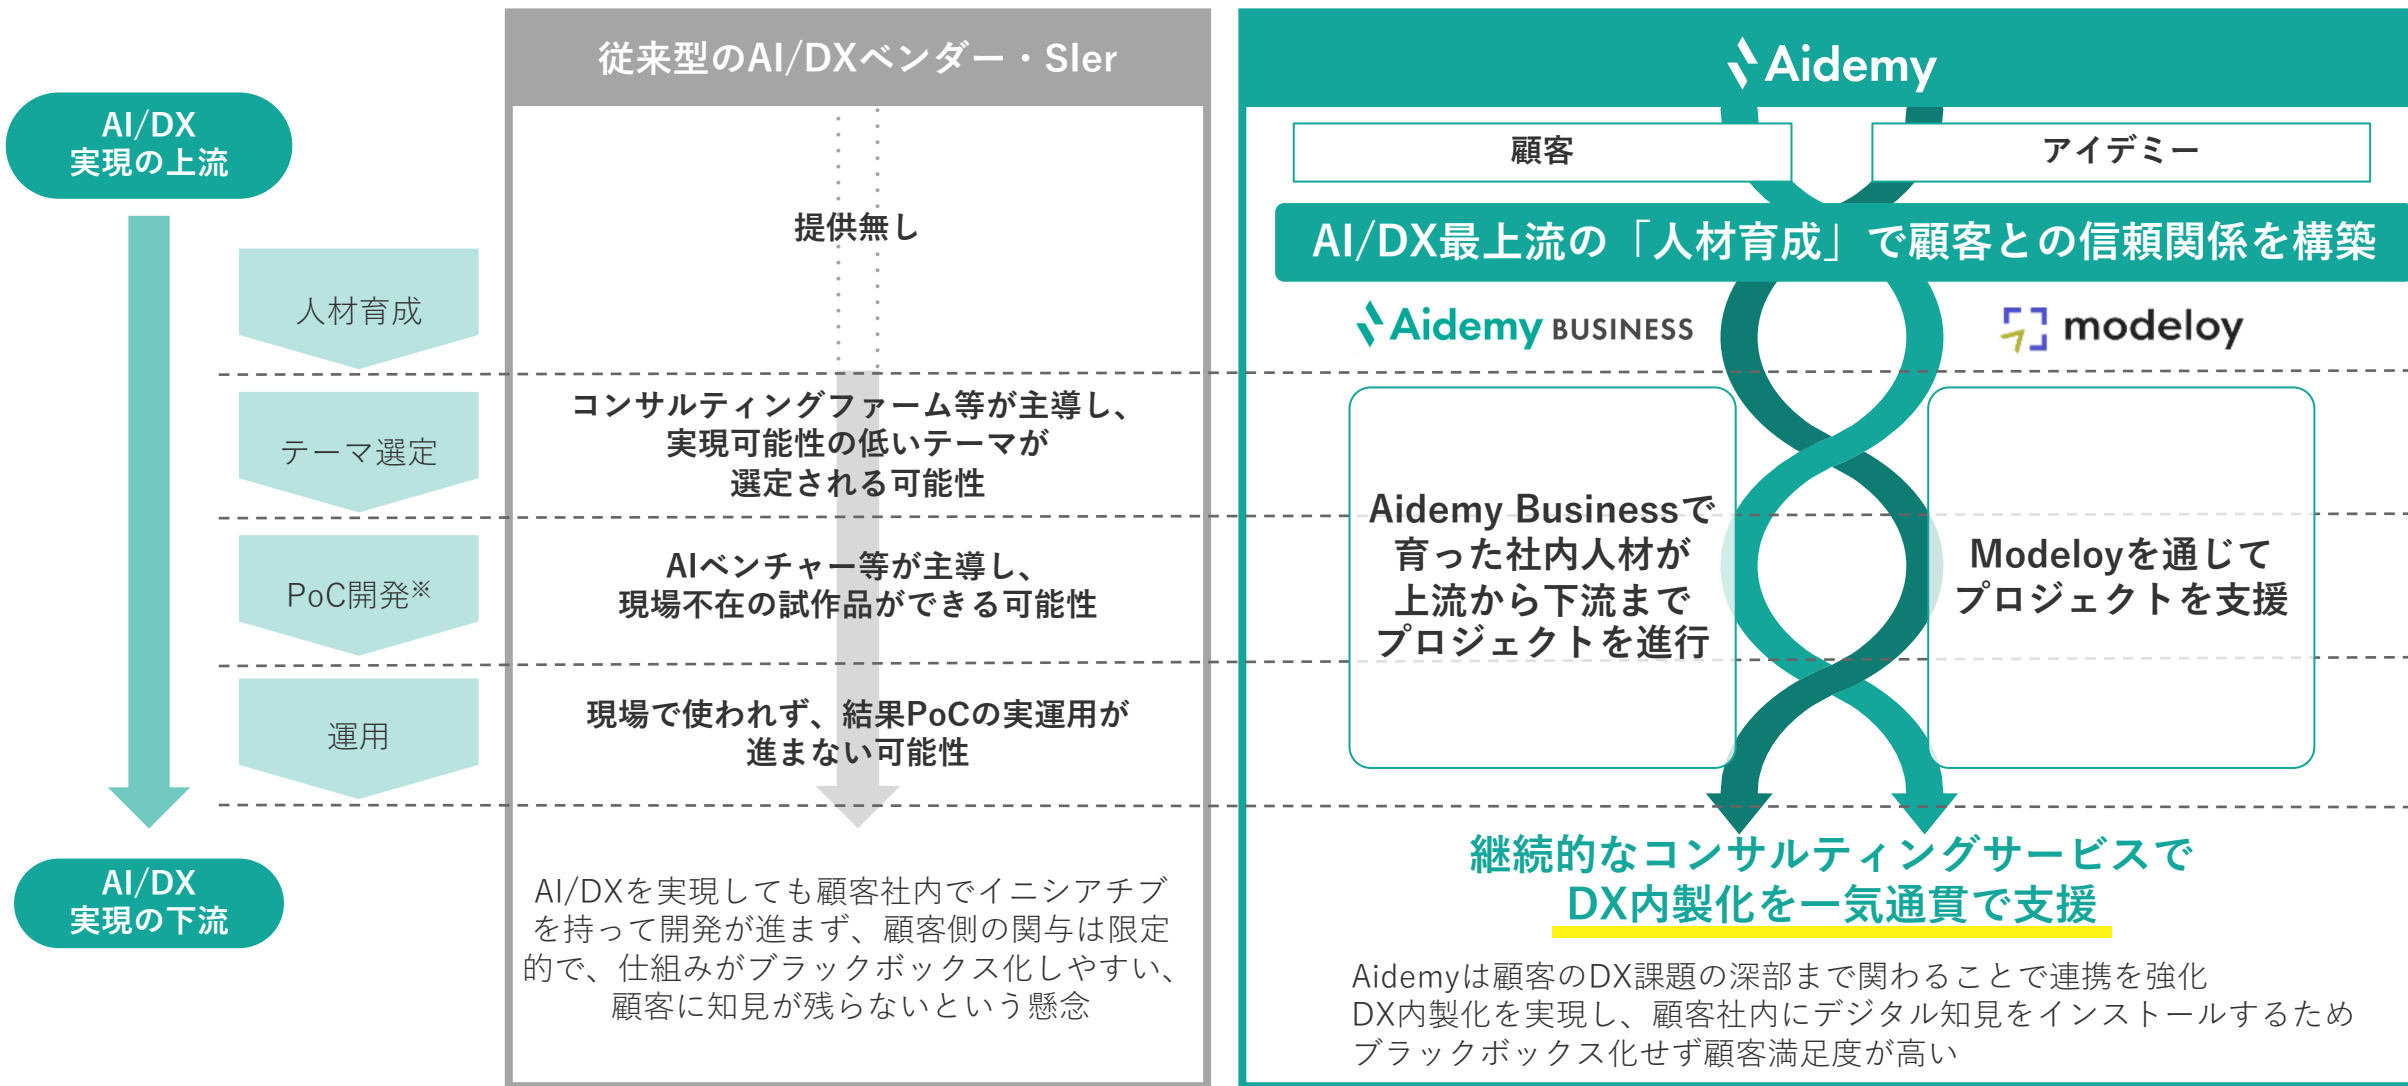 従来型のAI/DXベンダー・SIer
Aidemy
AI/DX
実現の上流
顧客
アイデミー
提供無し
AI/DX最上流の「人材育成」で顧客との信頼関係を構築
人材育成
Aidemy BUSINESS
modeloy
テーマ選定
コンサルティングファーム等が主導し、
実現可能性の低いテーマが
選定される可能性
PoC開発※
AIベンチャー等が主導し、
現場不在の試作品ができる可能性
Aidemy Businessで
育った社内人材が
上流から下流まで
プロジェクトを進行
Modeloyを通じて
プロジェクトを支援
運用
現場で使われず、結果PoCの実運用が
進まない可能性
AI/DX
実現の下流
AI/DXを実現しても顧客社内でイニシアチブ
を持って開発が進まず、顧客側の関与は限定
的で、仕組みがブラックボックス化しやすい、
顧客に知見が残らないという懸念
継続的なコンサルティングサービスで
DX内製化を一気通貫で支援
Aidemyは顧客のDX課題の深部まで関わることで連携を強化
DX内製化を実現し、顧客社内にデジタル知見をインストールするため
ブラックボックス化せず顧客満足度が高い